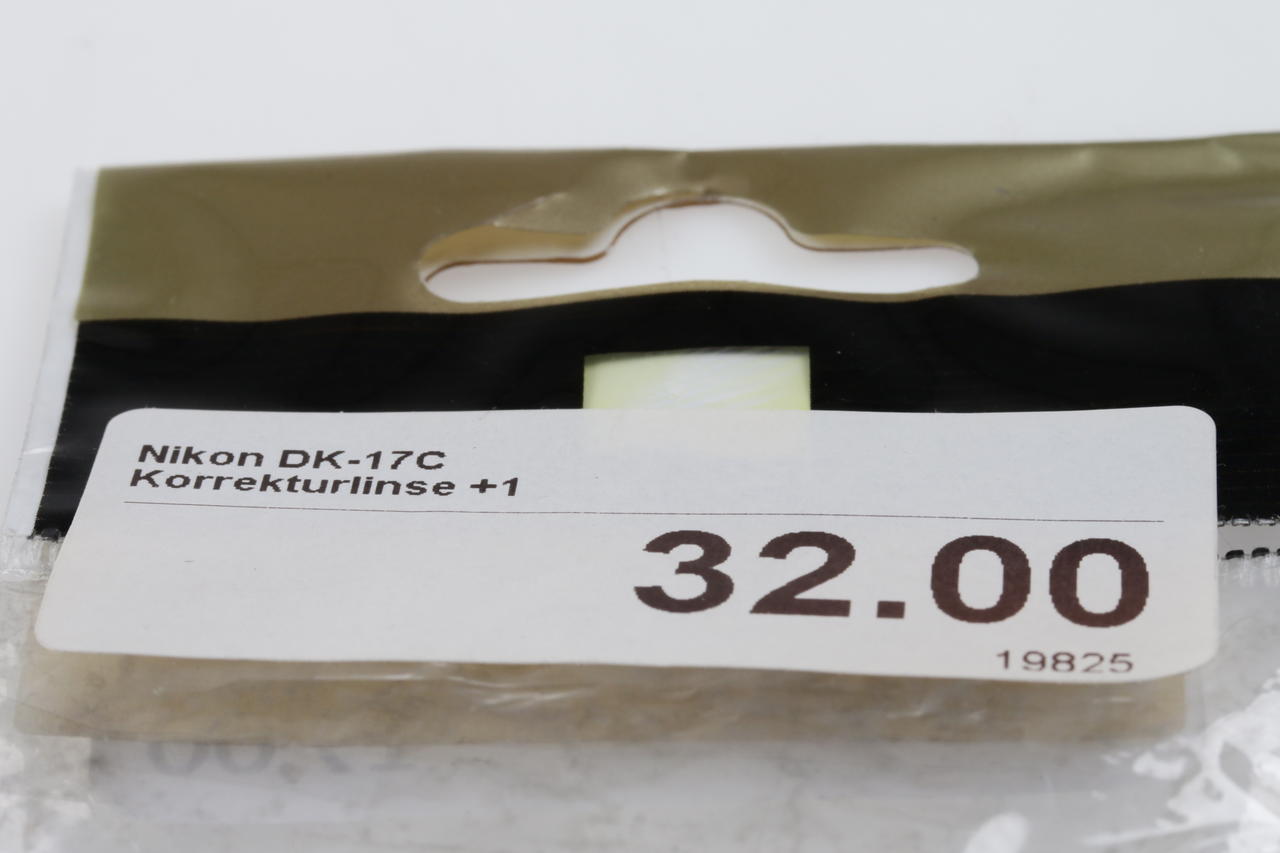 Nikon DK-17C
Korrekturlinse +1
32.00
19825